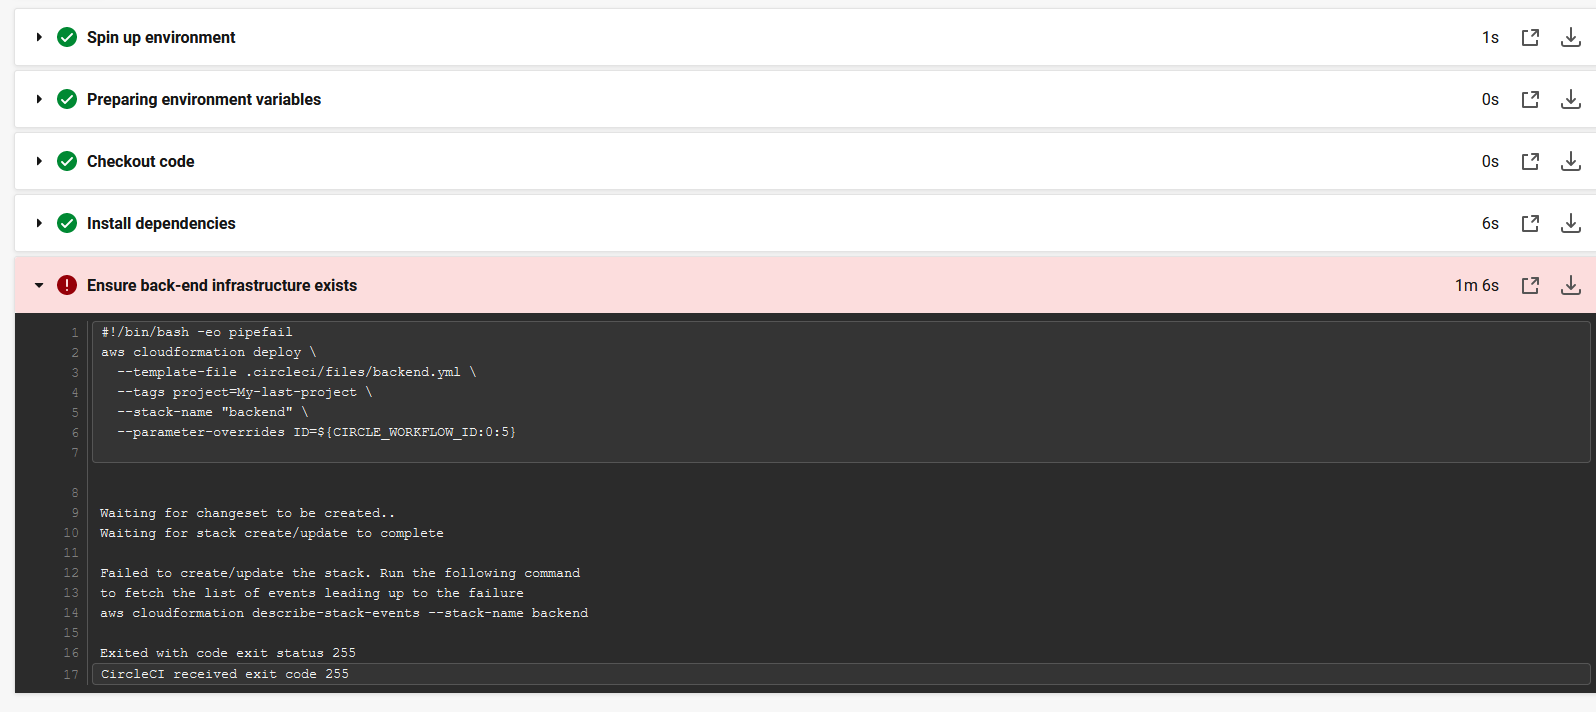 Spin up environment 1s
Preparing environment variables 0s
Checkout code 0s
Install dependencies 6s
Ensure back-end infrastructure exists 1m 6s
1 #!/bin/bash -eo pipefail
2 aws cloudformation deploy \
3   --template-file .circleci/files/backend.yml \
4   --tags project=My-last-project \
5   --stack-name "backend" \
6   --parameter-overrides ID=${CIRCLE_WORKFLOW_ID:0:5}
7
8
9 Waiting for changeset to be created..
10 Waiting for stack create/update to complete
11
12 Failed to create/update the stack. Run the following command
13 to fetch the list of events leading up to the failure
14 aws cloudformation describe-stack-events --stack-name backend
15
16 Exited with code exit status 255
17 CircleCI received exit code 255